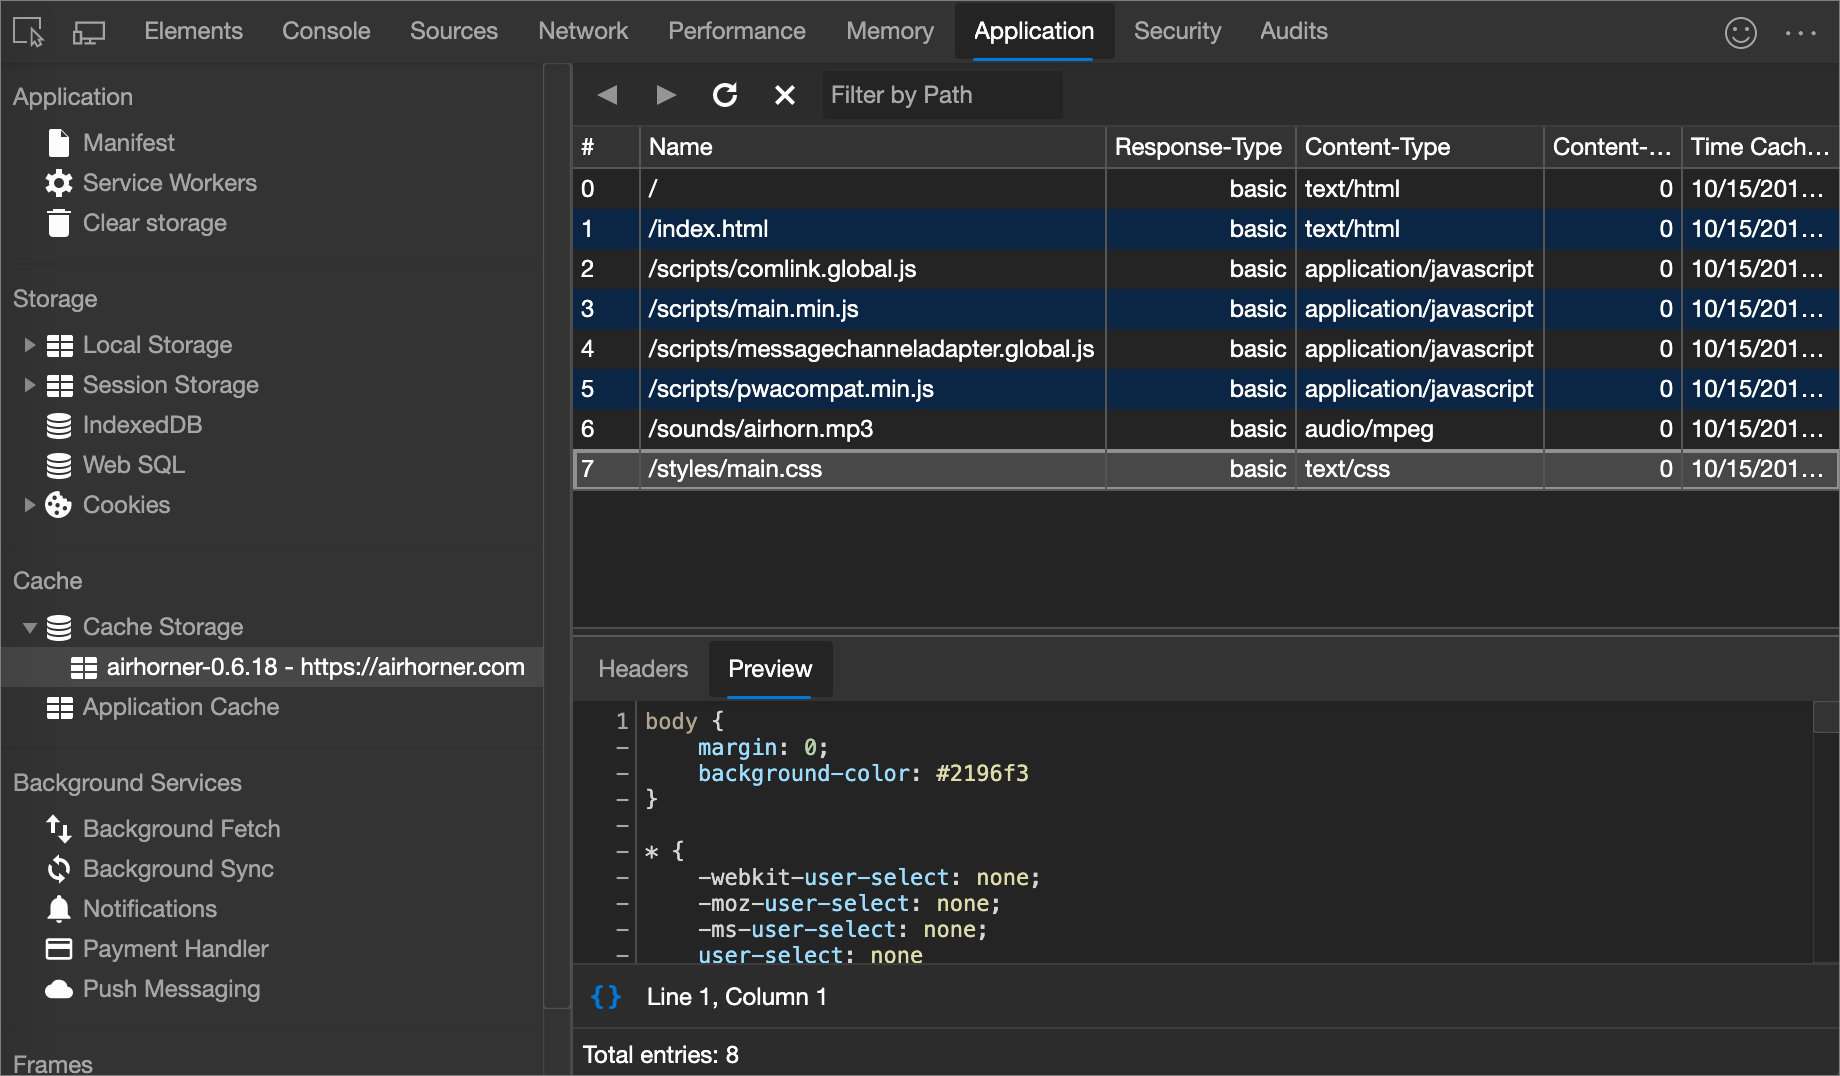 Elements Console Sources Network Performance Memory Application Security Audits
Application
Manifest
Service Workers
Clear storage
Storage
Local Storage
Session Storage
IndexedDB
Web SQL
Cookies
Cache
Cache Storage
airhorner-0.6.18 - https://airhorner.com
Application Cache
Background Services
Background Fetch
Background Sync
Notifications
Payment Handler
Push Messaging
Frames
Filter by Path
# Name Response-Type Content-Type Content-... Time Cach...
0 / basic text/html 0 10/15/201...
1 /index.html basic text/html 0 10/15/201...
2 /scripts/comlink.global.js basic application/javascript 0 10/15/201...
3 /scripts/main.min.js basic application/javascript 0 10/15/201...
4 /scripts/messagechanneladapter.global.js basic application/javascript 0 10/15/201...
5 /scripts/pwacompat.min.js basic application/javascript 0 10/15/201...
6 /sounds/airhorn.mp3 basic audio/mpeg 0 10/15/201...
7 /styles/main.css basic text/css 0 10/15/201...
Headers Preview
1 body {
- margin: 0;
- background-color: #2196f3
- }
-
- * {
- -webkit-user-select: none;
- -moz-user-select: none;
- -ms-user-select: none;
- user-select: none
{} Line 1, Column 1
Total entries: 8